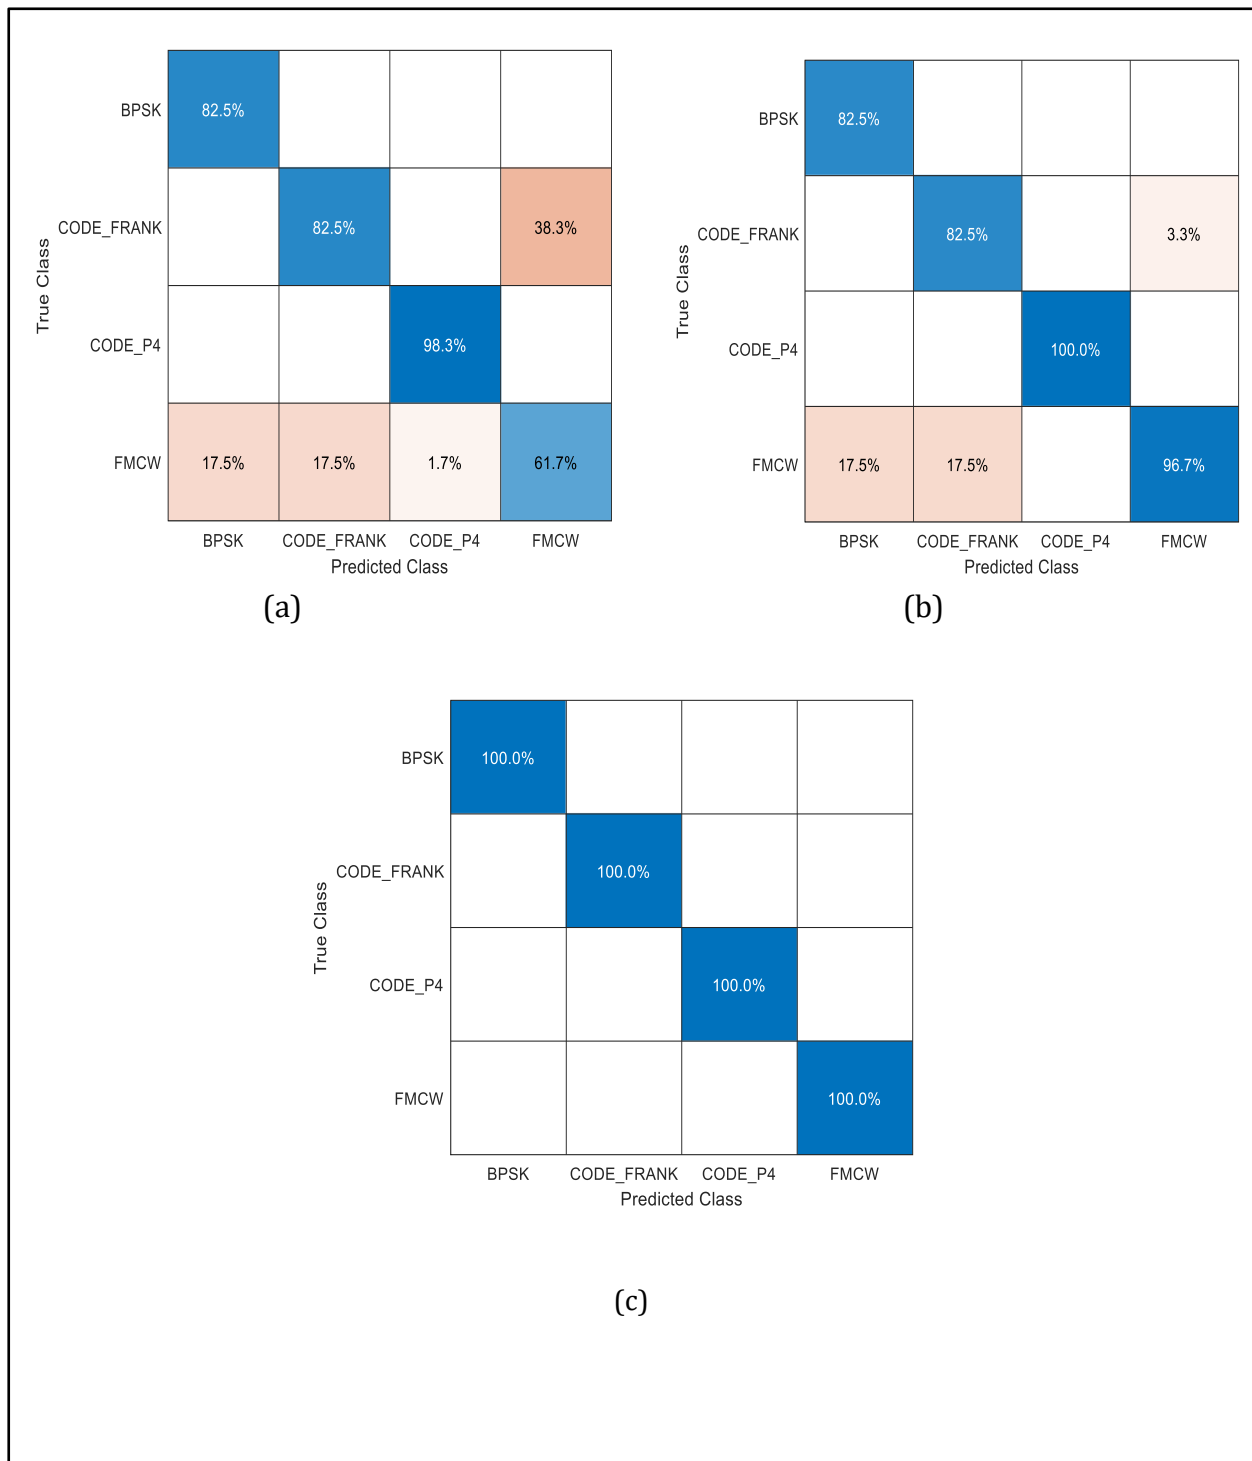 BPSK
82.5%
CODE_FRANK
82.5%
38.3%
CODE_P4
98.3%
FMCW
17.5%
17.5%
1.7%
61.7%
True Class
BPSK
CODE_FRANK
CODE_P4
FMCW
Predicted Class
(a)
BPSK
82.5%
CODE_FRANK
82.5%
3.3%
CODE_P4
100.0%
FMCW
17.5%
17.5%
96.7%
True Class
BPSK
CODE_FRANK
CODE_P4
FMCW
Predicted Class
(b)
BPSK
100.0%
CODE_FRANK
100.0%
CODE_P4
100.0%
FMCW
100.0%
True Class
BPSK
CODE_FRANK
CODE_P4
FMCW
Predicted Class
(c)